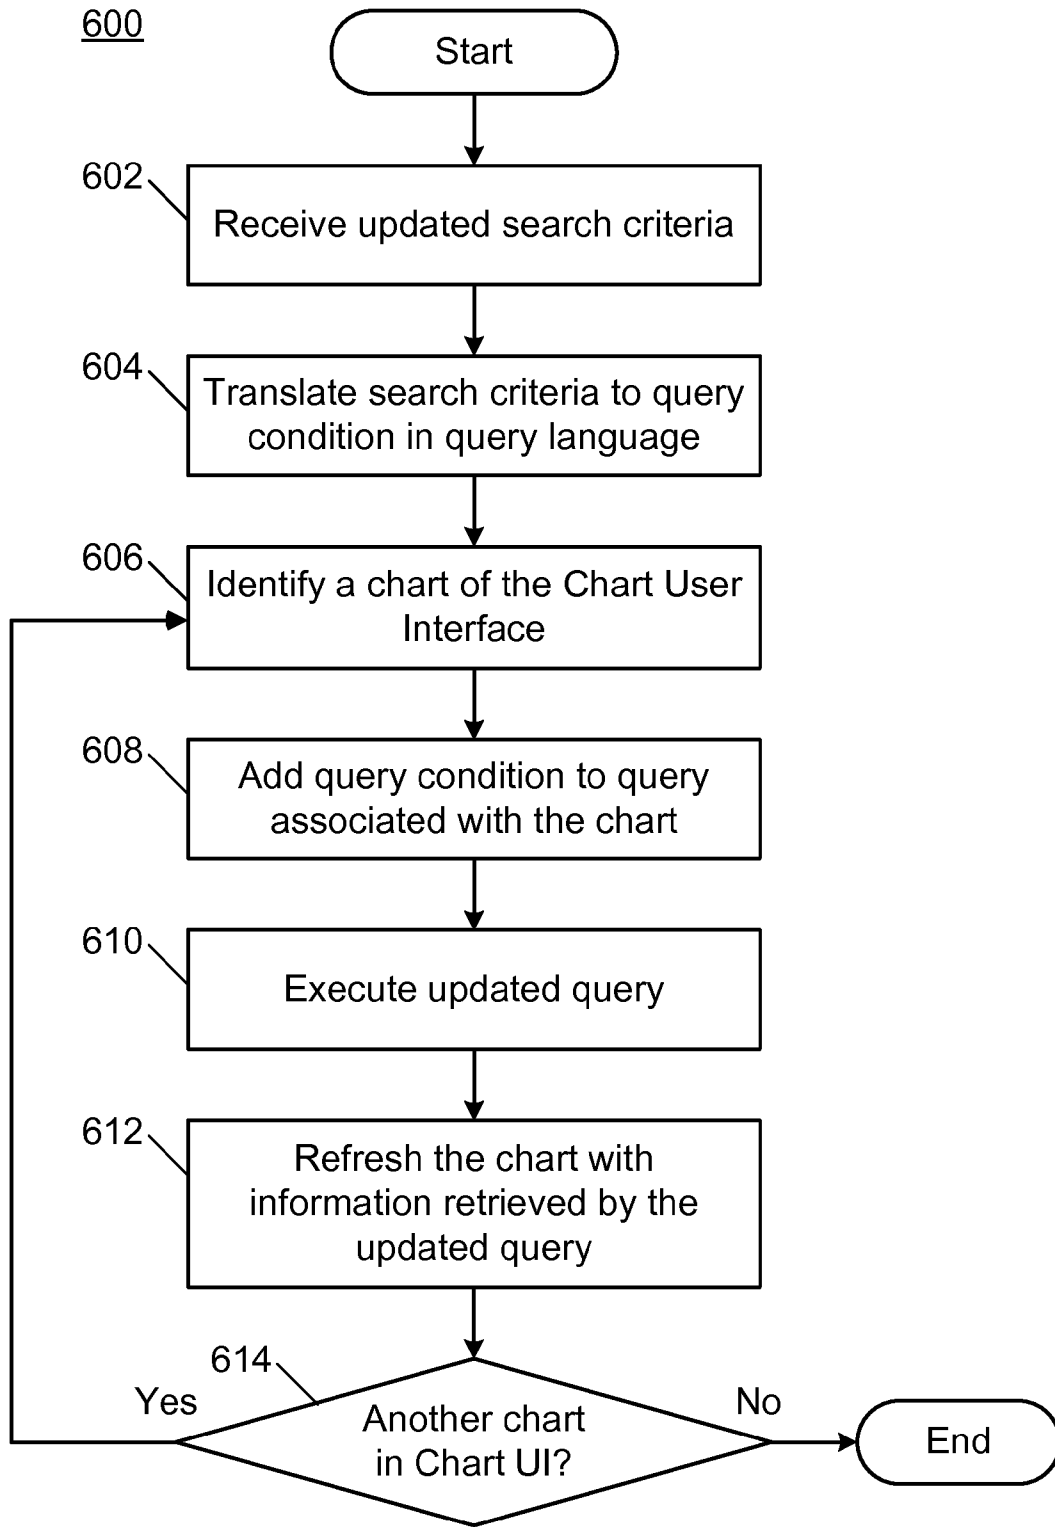 600
Start
602
Receive updated search criteria
604
Translate search criteria to query
condition in query language
606
Identify a chart of the Chart User
Interface
608
Add query condition to query
associated with the chart
610
Execute updated query
612
Refresh the chart with
information retrieved by the
updated query
614
Yes
No
Another chart
in Chart UI?
End